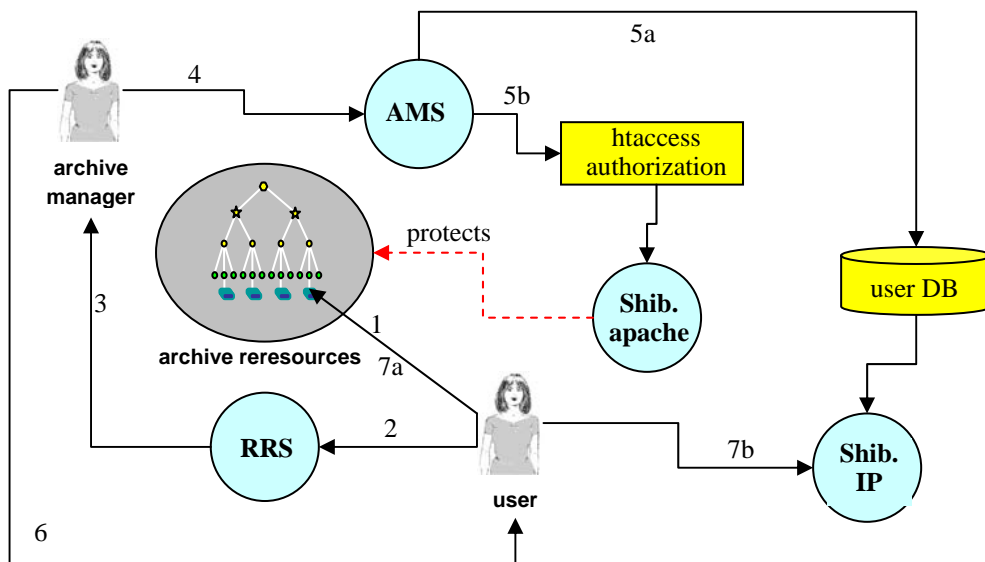 5a
4
5b
AMS
htaccess
authorization
archive
manager
protects
user DB
3
Shib.
apache
1
archive reresources
7a
2
RRS
7b
Shib.
IP
user
6